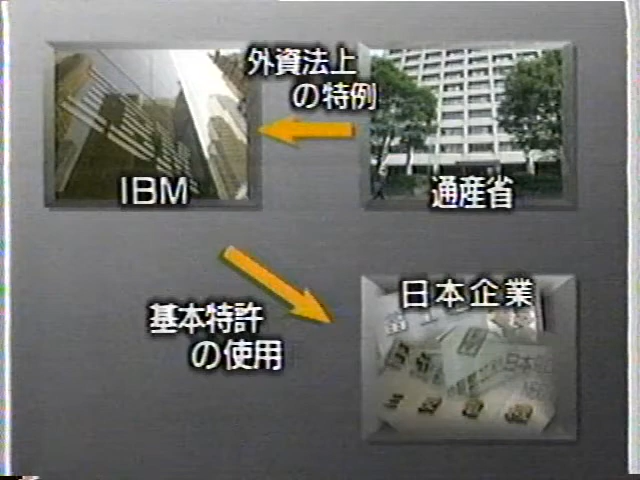 外資法上
の特例
IBM
通産省
基本特許
の使用
日本企業